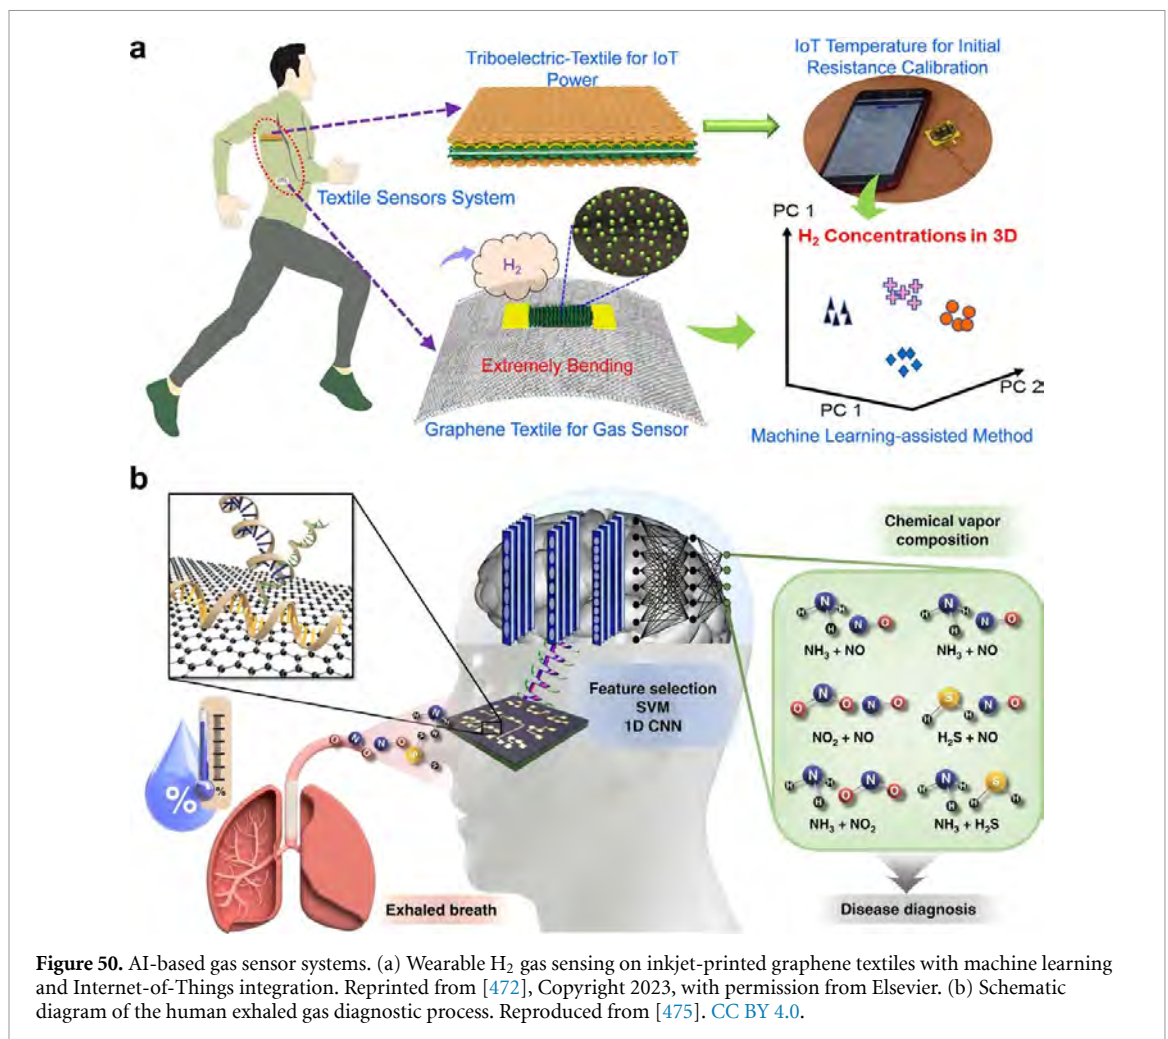 a
Triboelectric-Textile for IoT
Power
IoT Temperature for Initial
Resistance Calibration
Textile Sensors System
H2
Extremely Bending
Graphene Textile for Gas Sensor
PC 1
H2 Concentrations in 3D
PC 1
PC 2
Machine Learning-assisted Method
b
Chemical vapor
composition
Feature selection
SVM
1D CNN
N
H
H
H
N
O
NH3 + NO
N
H
H
H
N
O
NH3 + NO
O
N
O
N
O
NO2 + NO
S
H
H
N
O
H2S + NO
N
H
H
H
O
N
O
NH3 + NO2
N
H
H
H
S
H
H
NH3 + H2S
%
%
Exhaled breath
Disease diagnosis
Figure 50. AI-based gas sensor systems. (a) Wearable H2 gas sensing on inkjet-printed graphene textiles with machine learning
and Internet-of-Things integration. Reprinted from [472], Copyright 2023, with permission from Elsevier. (b) Schematic
diagram of the human exhaled gas diagnostic process. Reproduced from [475]. CC BY 4.0.